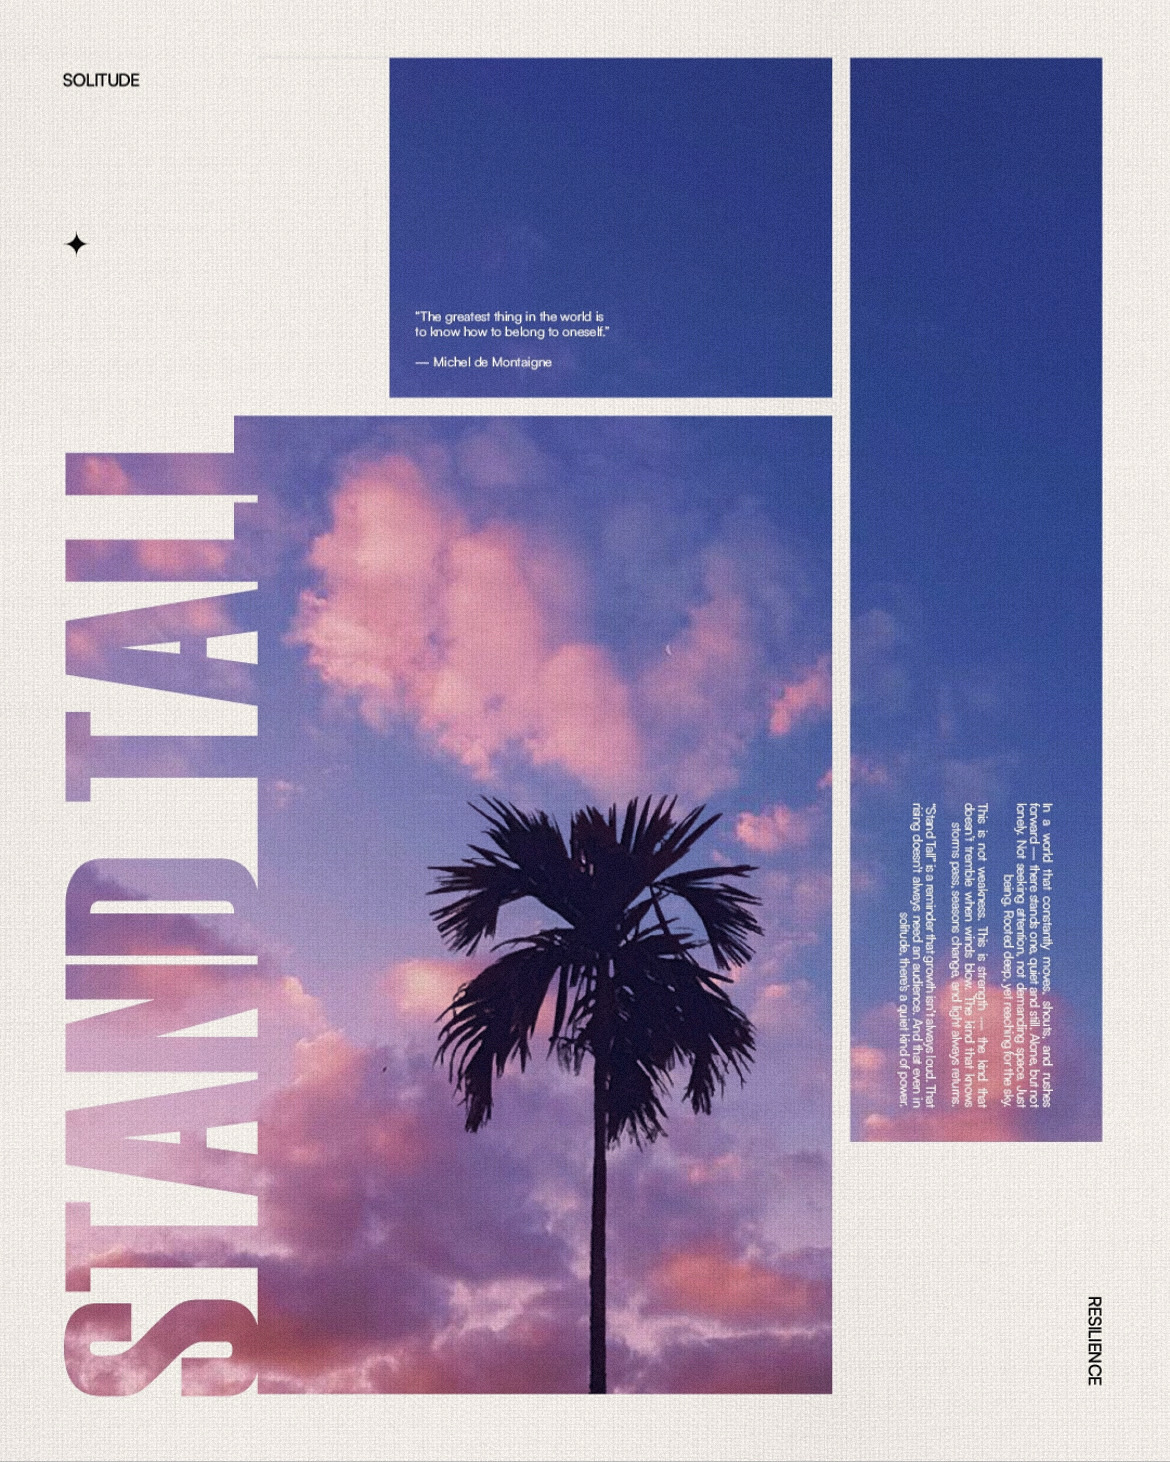 SOLITUDE
“The greatest thing in the world is
to know how to belong to oneself.”
— Michel de Montaigne
STAND TALL
In a world that constantly moves, shouts, and rushes
forward — there stands one, quiet and still. Alone, but not
lonely. Not seeking attention, not demanding space. Just
being. Rooted deep, yet reaching for the sky.
This is not weakness. This is strength — the kind that
doesn't tremble when winds blow. The kind that knows
storms pass, seasons change, and light always returns.
“Stand Tall” is a reminder that growth isn't always loud. That
rising doesn't always need an audience. And that even in
solitude, there's a quiet kind of power.
RESILIENCE